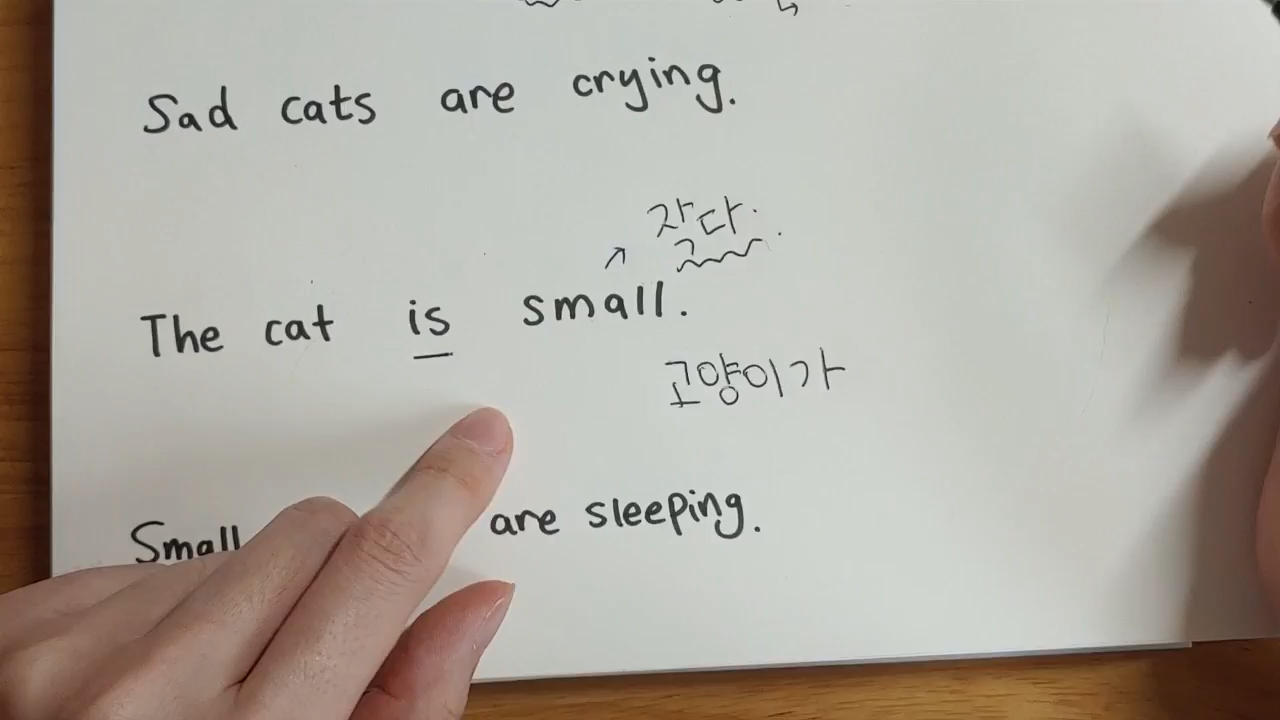 Sad cats are crying.
작다.
The cat is small.
고양이가
Small are sleeping.